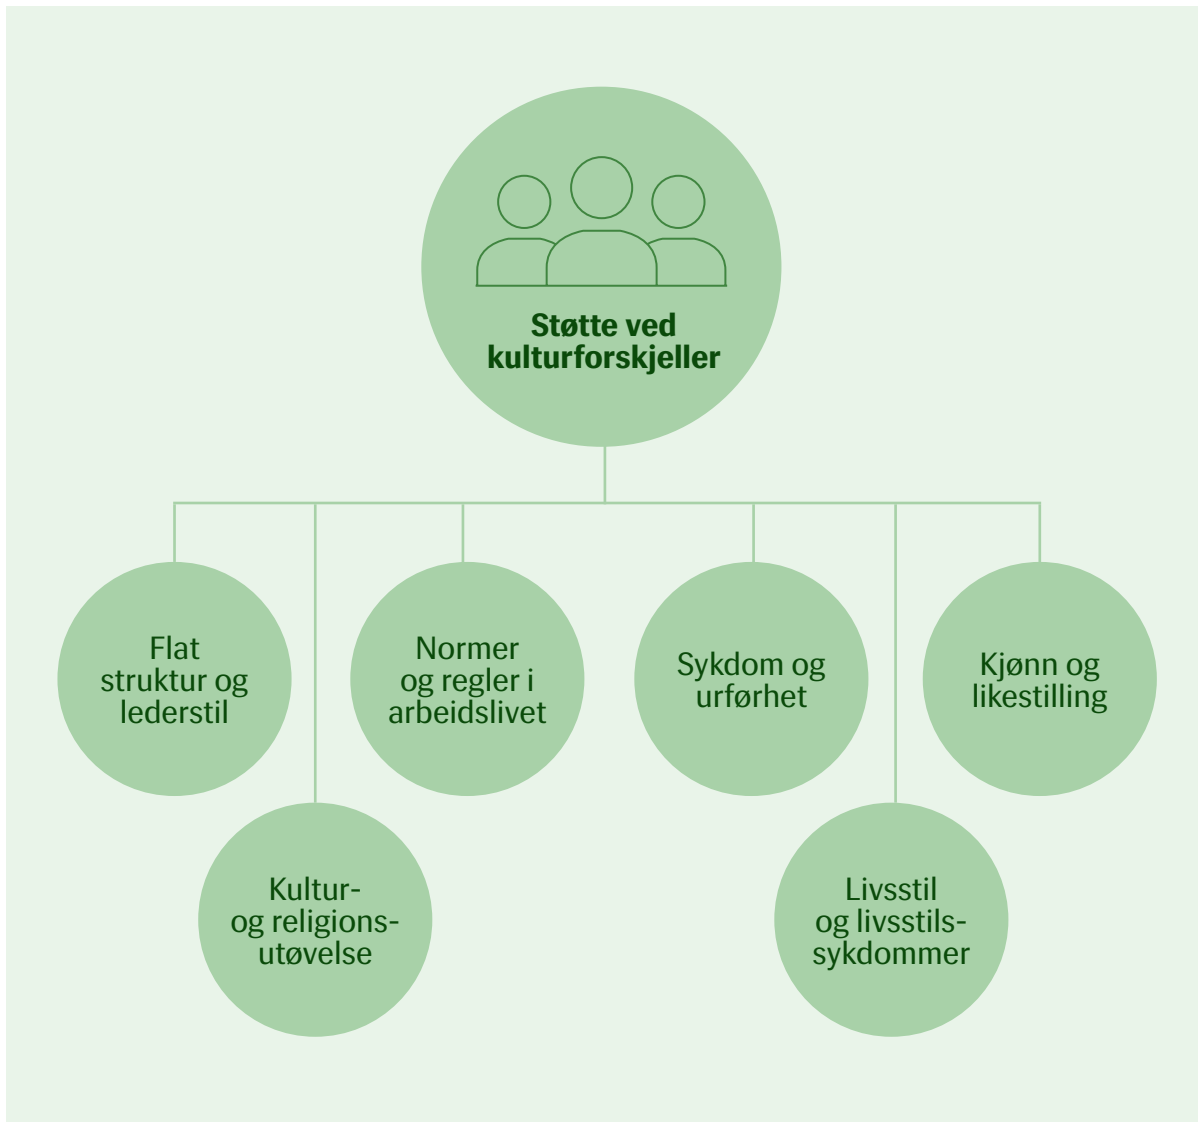 Støtte ved
kulturforskjeller
Flat
struktur og
lederstil
Normer
og regler i
arbeidslivet
Sykdom og
urførhet
Kjønn og
likestilling
Kultur-
og religions-
utøvelse
Livsstil
og livsstils-
sykdommer